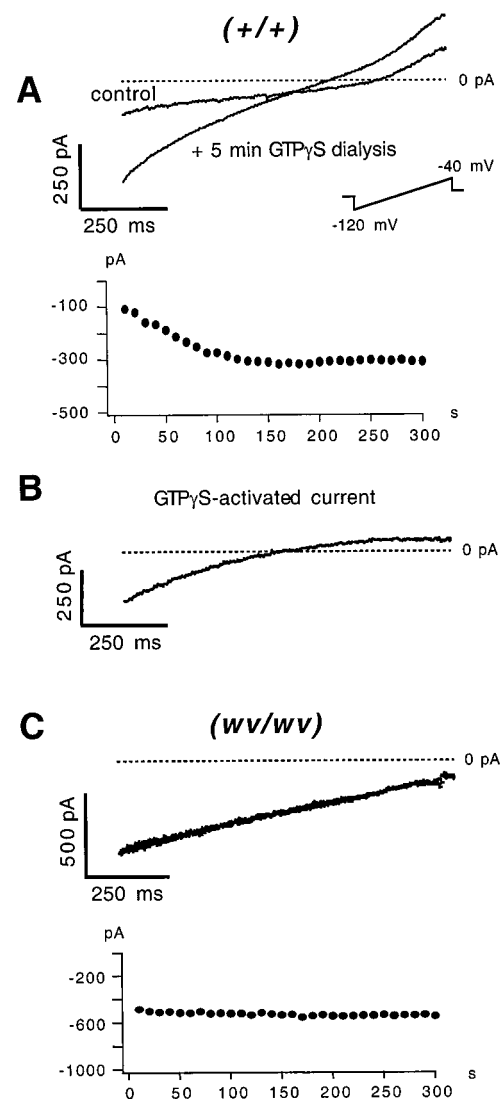 (+/+)
A
0 pA
control
+ 5 min GTPγS dialysis
250 pA
250 ms
-40 mV
-120 mV
pA
-100
-300
-500
0 50 100 150 200 250 300
s
B
GTPγS-activated current
0 pA
250 pA
250 ms
C
(wv/wv)
0 pA
500 pA
250 ms
pA
-200
-600
-1000
0 50 100 150 200 250 300
s